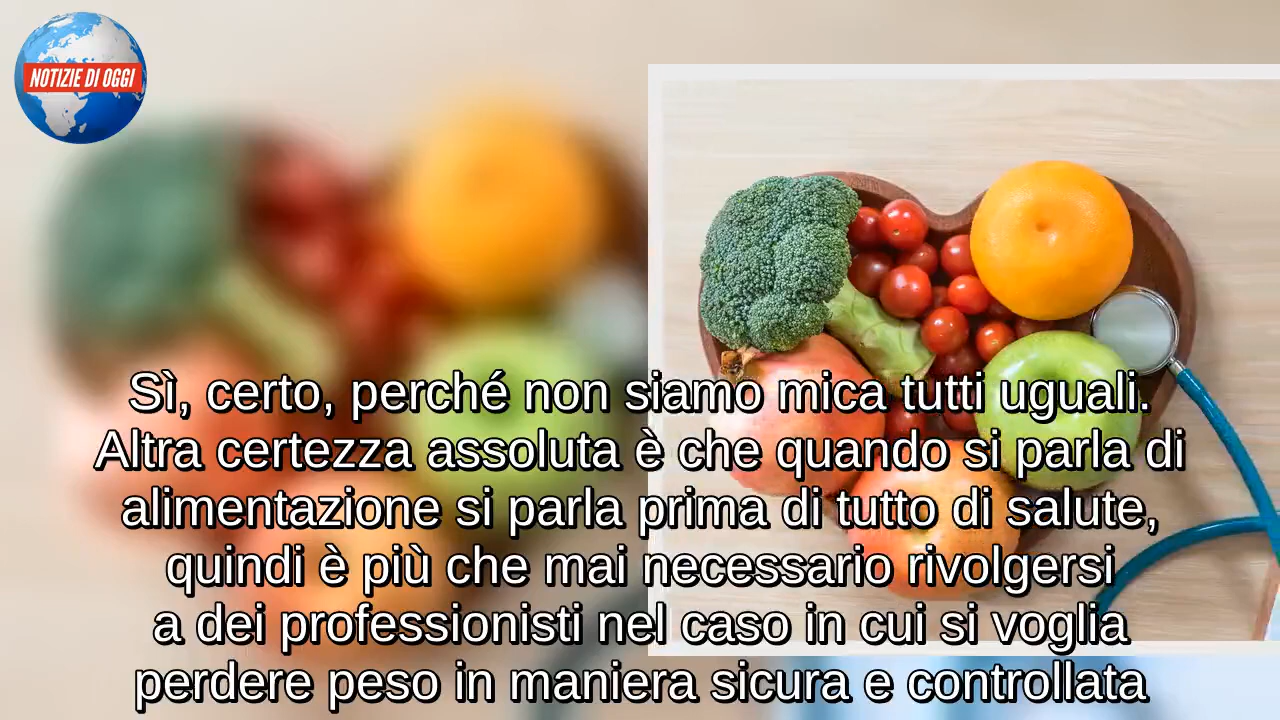 NOTIZIE DI OGGI
Sì, certo, perché non siamo mica tutti uguali.
Altra certezza assoluta è che quando si parla di
alimentazione si parla prima di tutto di salute,
quindi è più che mai necessario rivolgersi
a dei professionisti nel caso in cui si voglia
perdere peso in maniera sicura e controllata